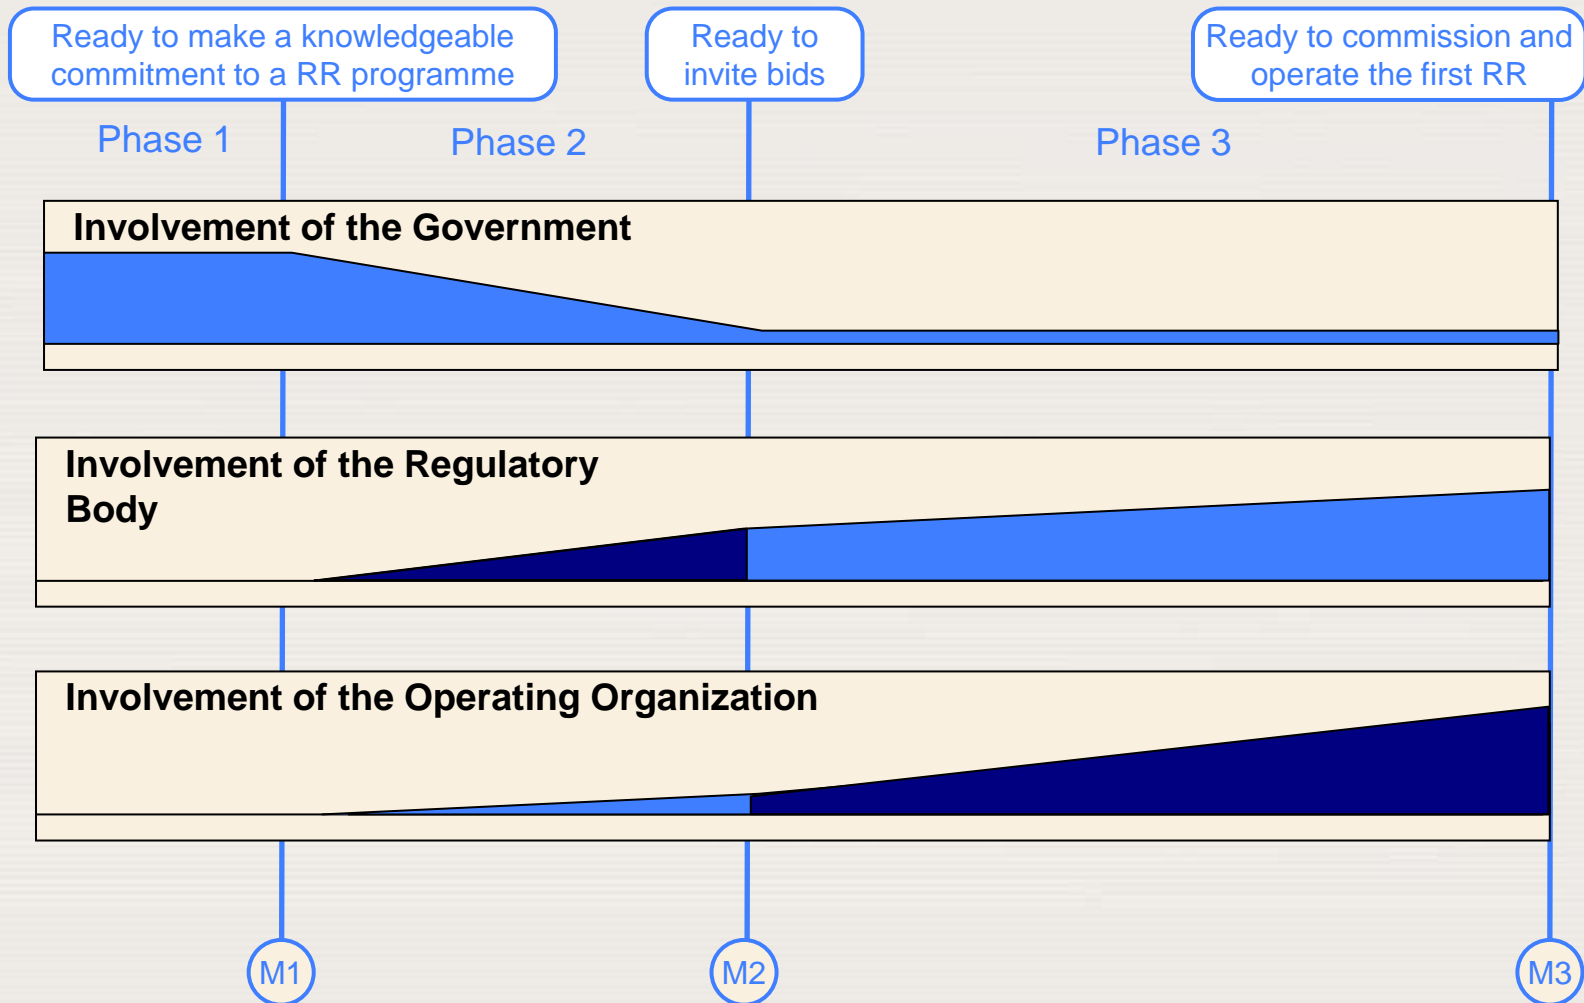 Ready to make a knowledgeable
commitment to a RR programme
Ready to
invite bids
Ready to commission and
operate the first RR
Phase 1
Phase 2
Phase 3
Involvement of the Government
Involvement of the Regulatory
Body
Involvement of the Operating Organization
M1
M2
M3